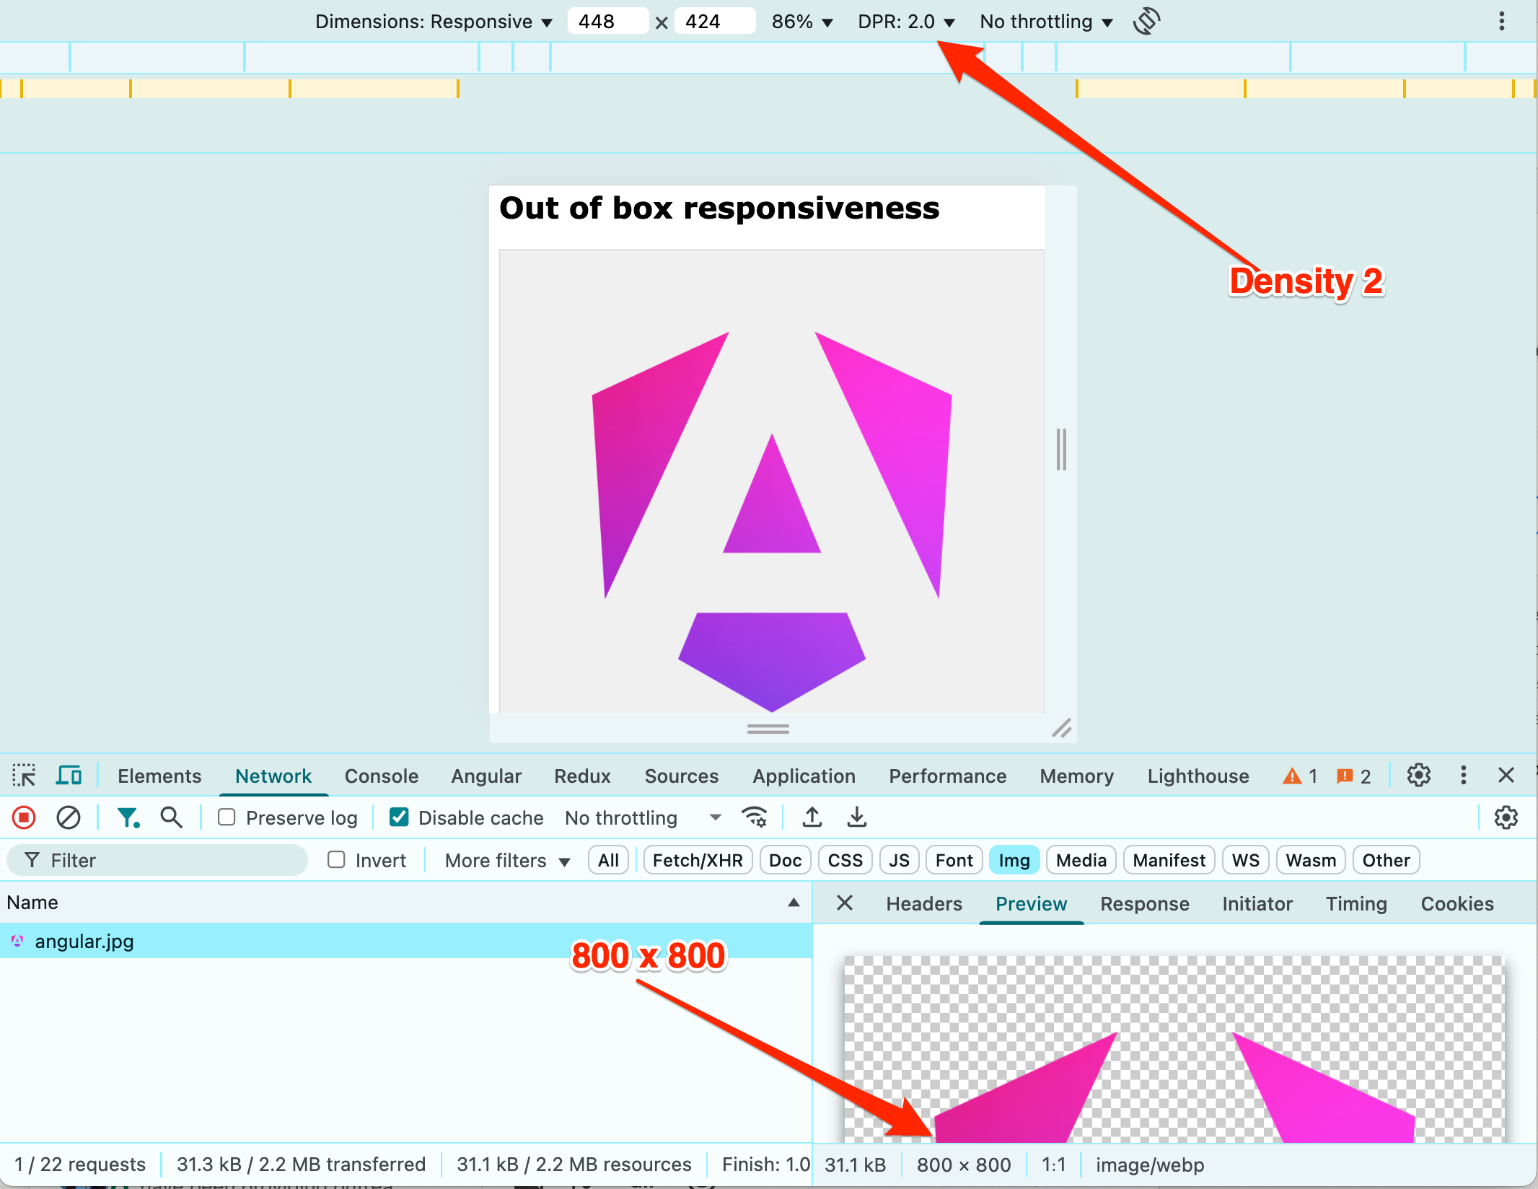 Dimensions: Responsive ▼ 448 × 424 86% ▼ DPR: 2.0 ▼ No throttling ▼
Out of box responsiveness
Density 2
Elements Network Console Angular Redux Sources Application Performance Memory Lighthouse 1 2
Preserve log Disable cache No throttling
Filter Invert More filters All Fetch/XHR Doc CSS JS Font Img Media Manifest WS Wasm Other
Name Headers Preview Response Initiator Timing Cookies
angular.jpg
800 x 800
1 / 22 requests 31.3 kB / 2.2 MB transferred 31.1 kB / 2.2 MB resources Finish: 1.0 31.1 kB 800 × 800 1:1 image/webp